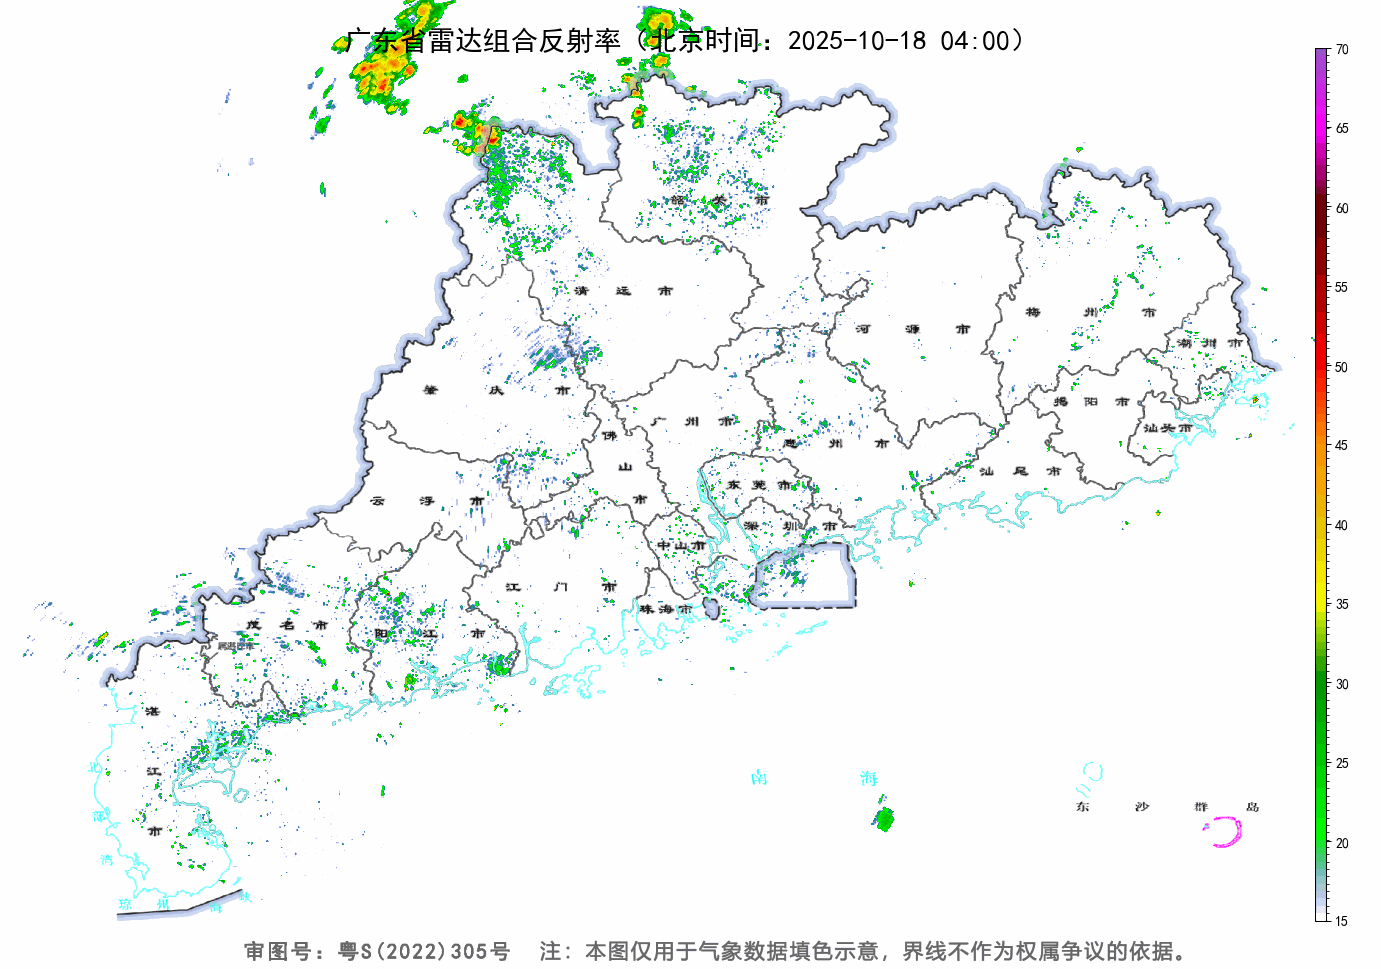 广东省雷达组合反射率（北京时间：2025-10-18 04:00）
70
65
60
55
50
45
40
35
30
25
20
15
韶 关 市
清 远 市
河 源 市
梅 州 市
潮 州 市
肇 庆 市
揭 阳 市
广 州 市
佛
山
市
惠 州 市
汕头市
汕 尾 市
东 莞 市
云 浮 市
深 圳 市
中山市
江 门 市
珠海市
茂 名 市
阳 江 市
湛
江
市
北
部
湾
南 海
东 沙 群 岛
琼 州 海 峡
审图号：粤S(2022)305号 注：本图仅用于气象数据填色示意，界线不作为权属争议的依据。